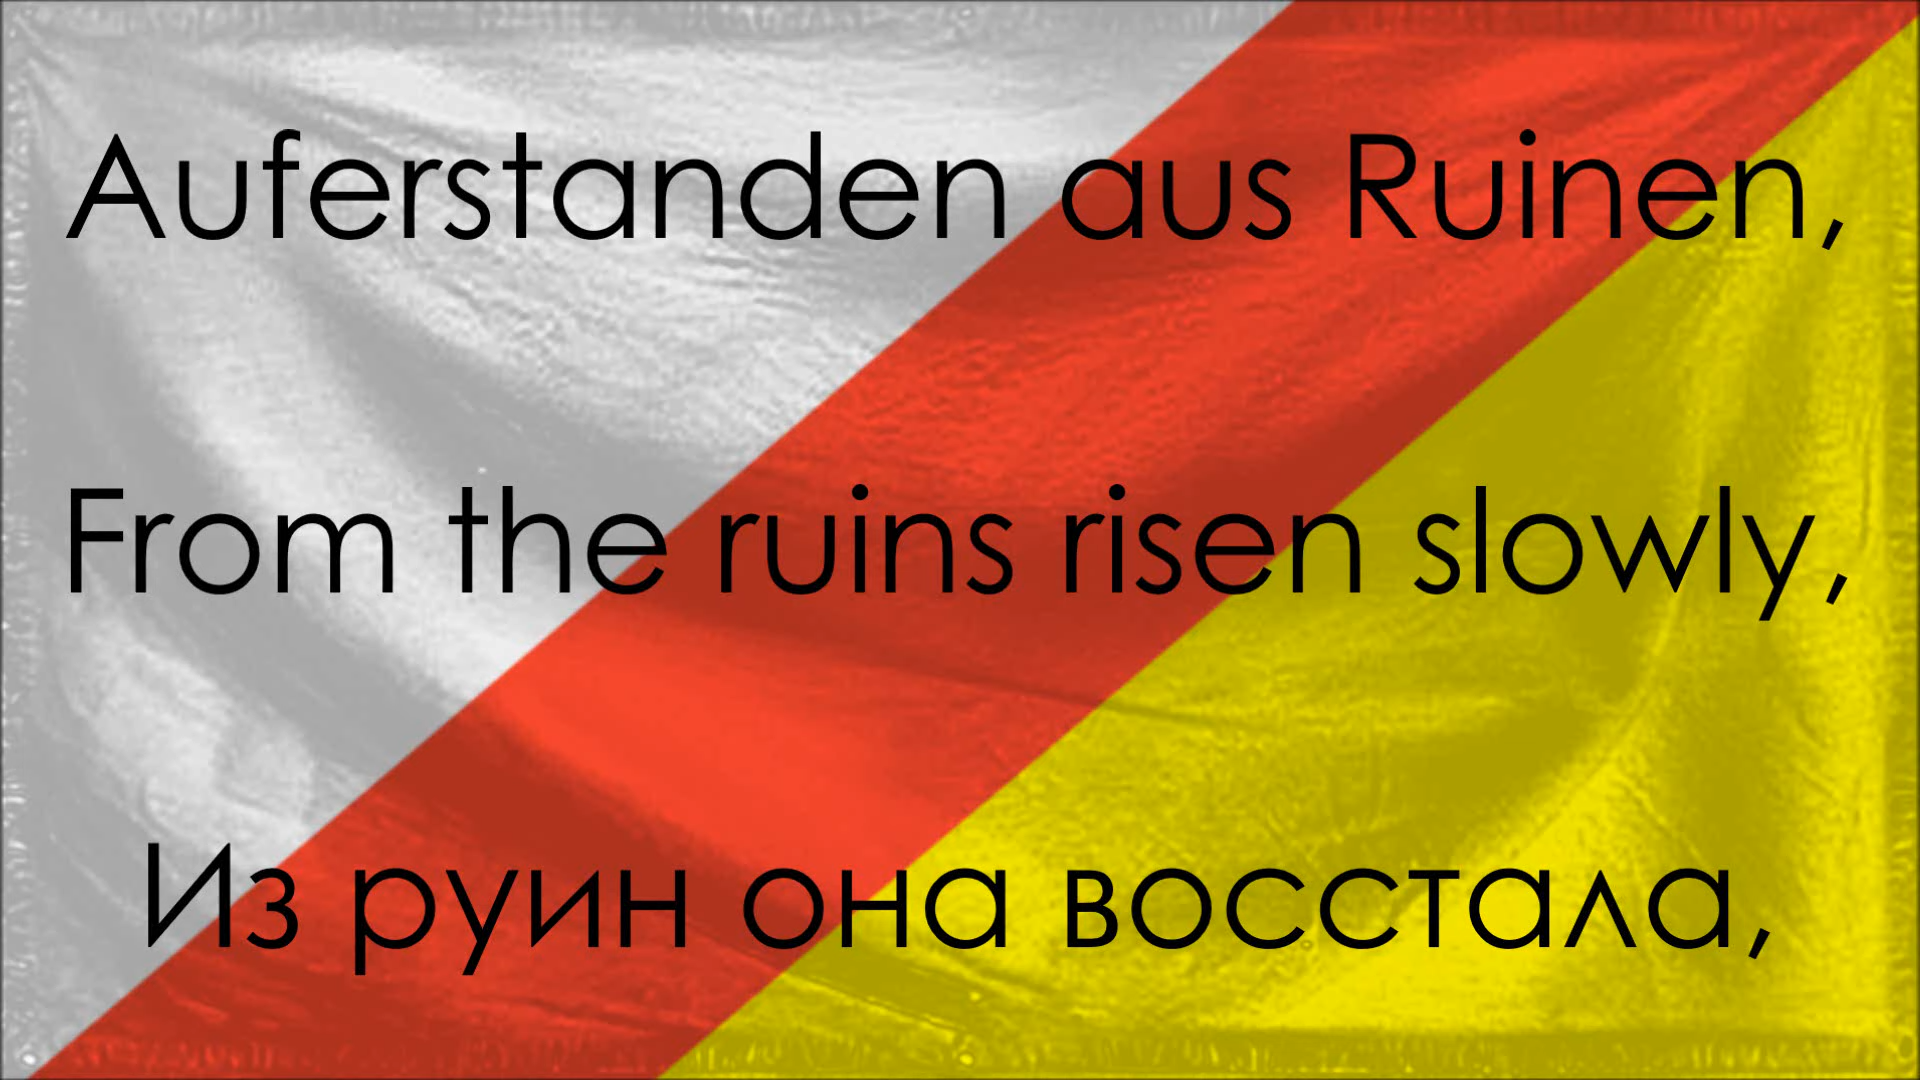 Auferstanden aus Ruinen,
From the ruins risen slowly,
Из руин она восстала,